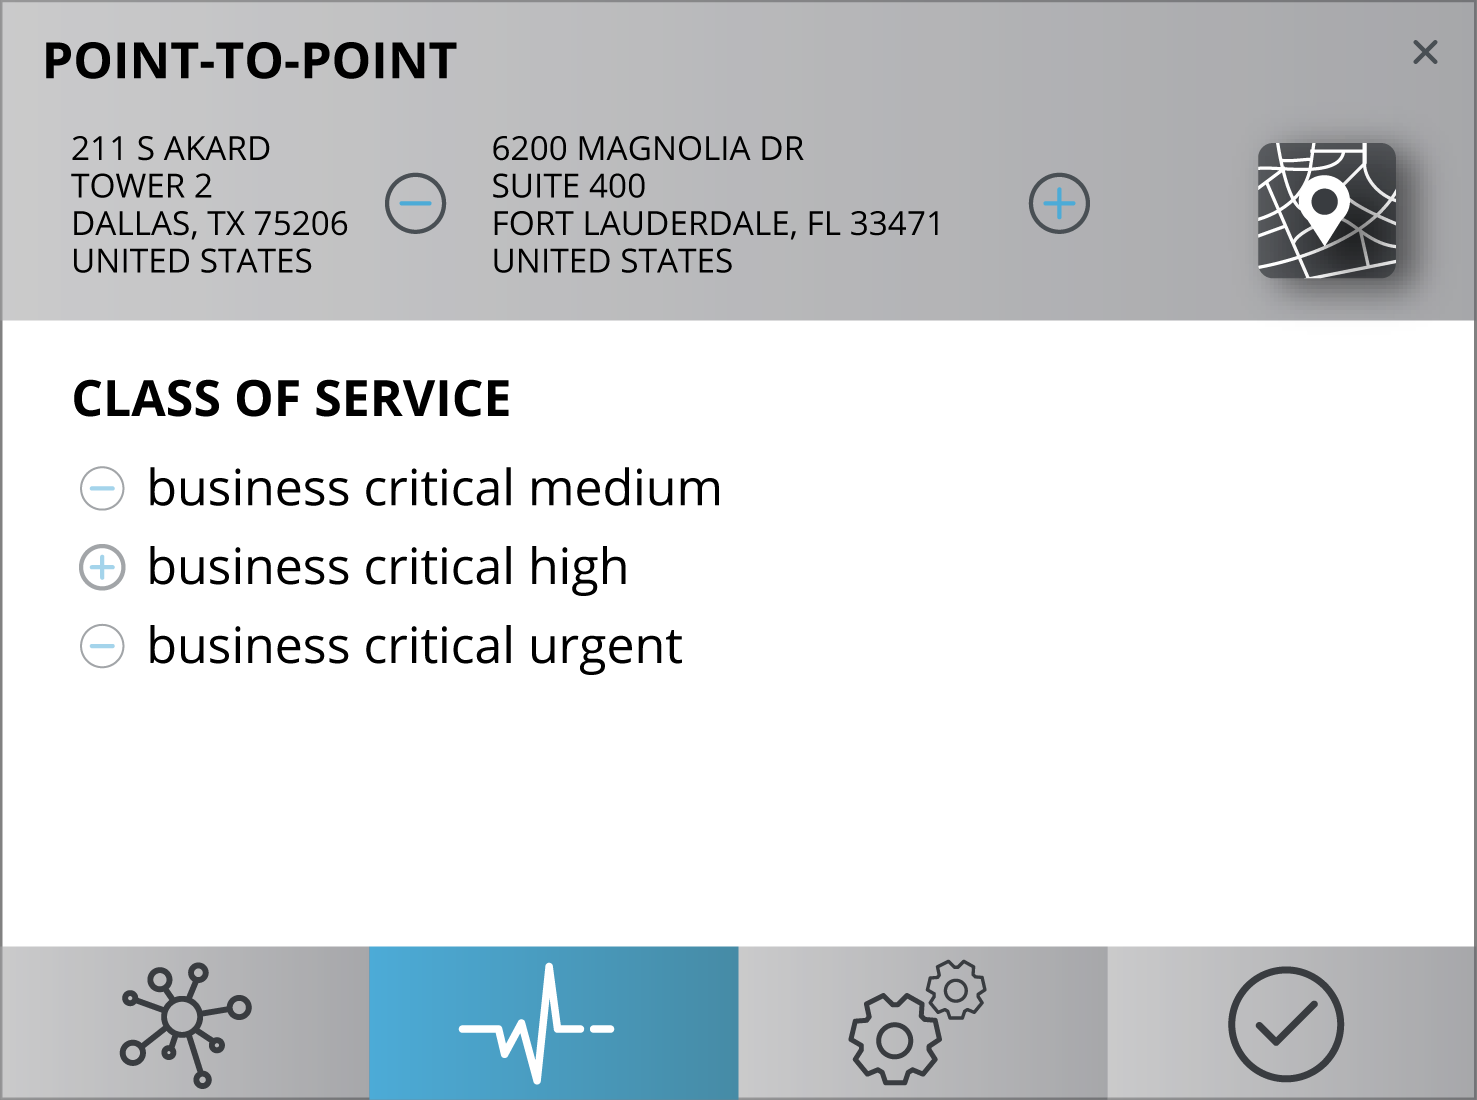 POINT-TO-POINT
211 S AKARD
TOWER 2
DALLAS, TX 75206
UNITED STATES
6200 MAGNOLIA DR
SUITE 400
FORT LAUDERDALE, FL 33471
UNITED STATES
CLASS OF SERVICE
business critical medium
business critical high
business critical urgent